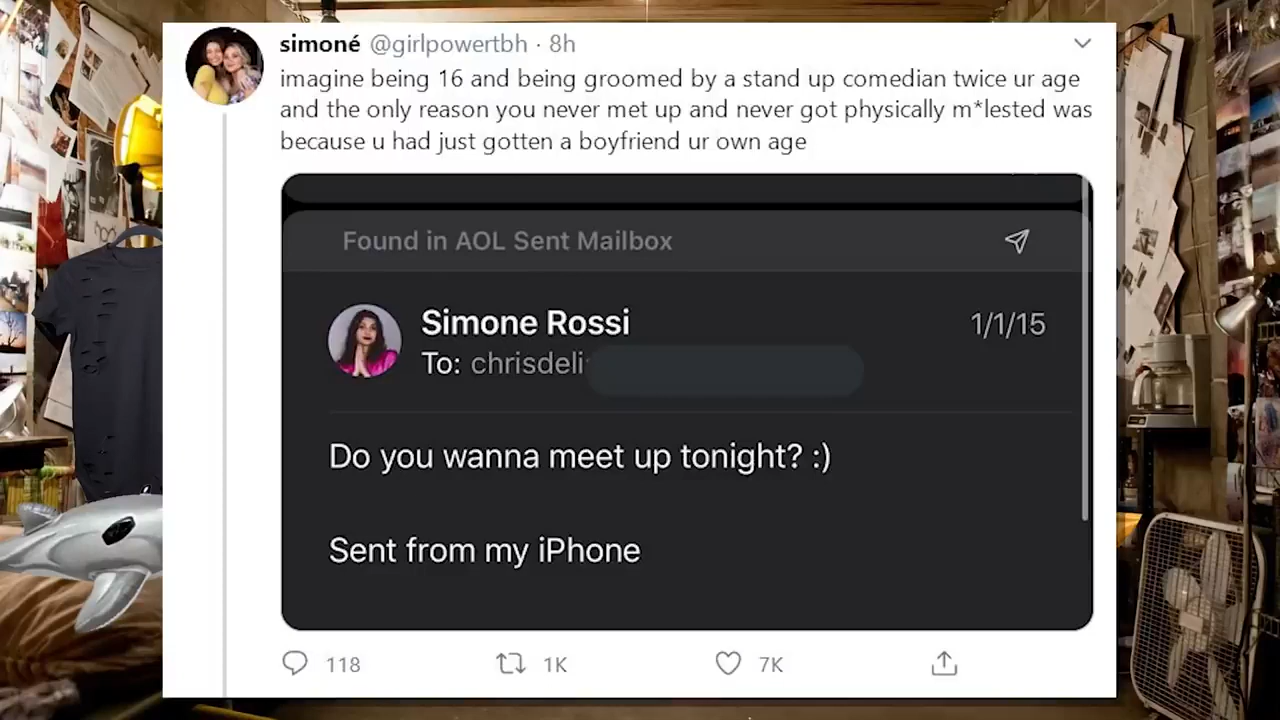 simoné @girlpowertbh · 8h
imagine being 16 and being groomed by a stand up comedian twice ur age
and the only reason you never met up and never got physically m*lested was
because u had just gotten a boyfriend ur own age
Found in AOL Sent Mailbox
Simone Rossi 1/1/15
To: chrisdeli
Do you wanna meet up tonight? :)
Sent from my iPhone
118 1K 7K